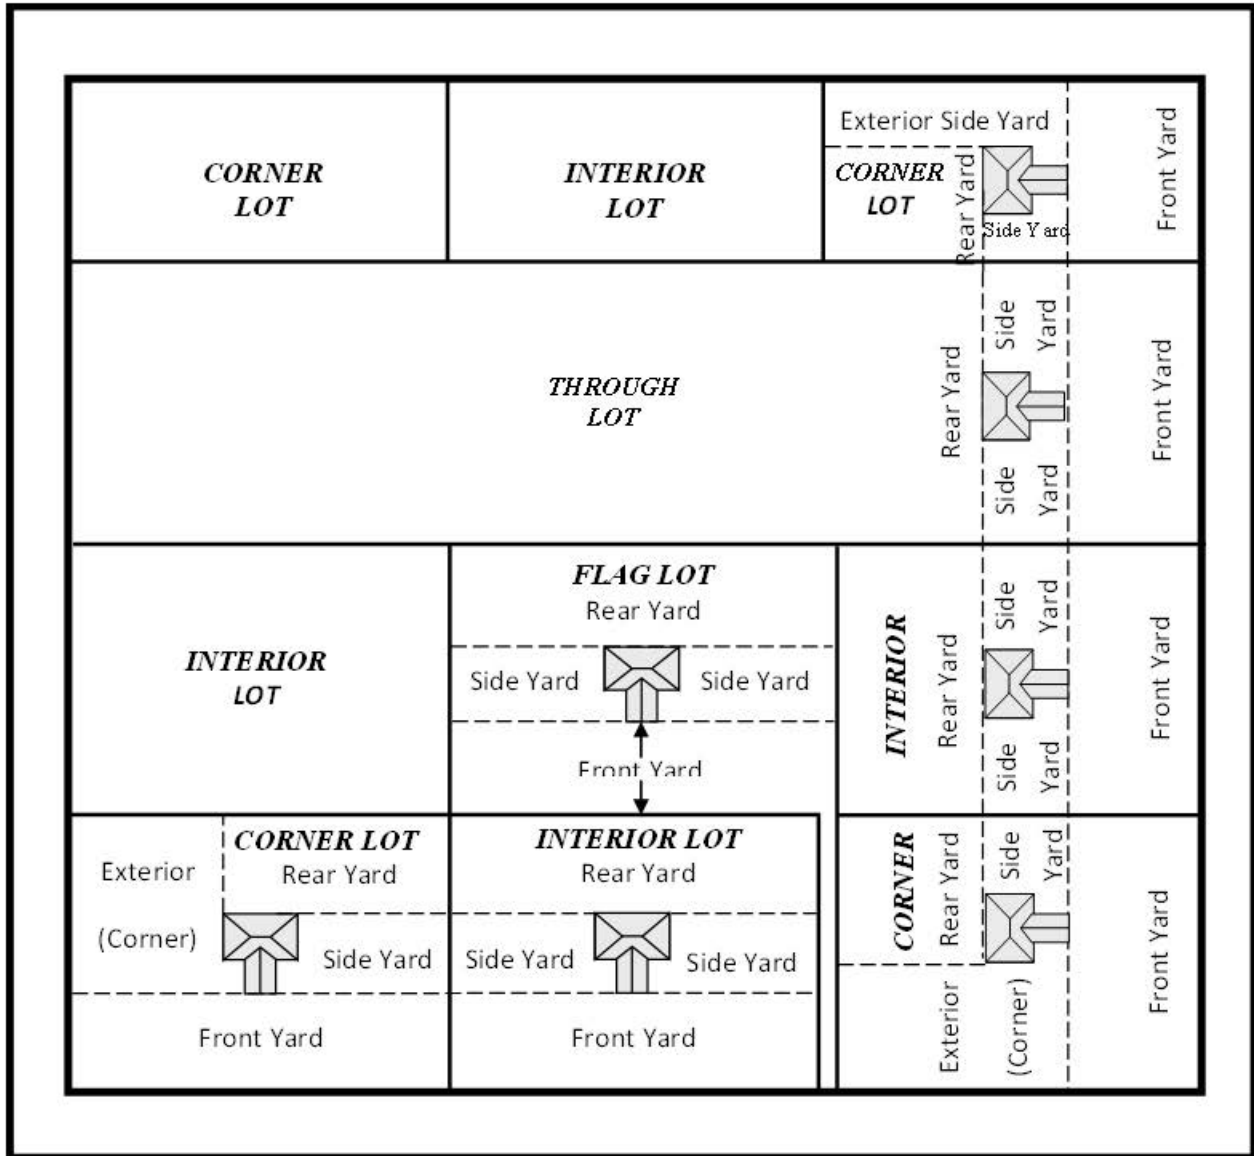 CORNER
LOT
INTERIOR
LOT
Exterior Side Yard
CORNER
LOT
Rear Yard
Side Yard
Front Yard
THROUGH
LOT
Rear Yard
Side
Yard
Side
Yard
Front Yard
INTERIOR
LOT
FLAG LOT
Rear Yard
Side Yard
Side Yard
Front Yard
INTERIOR
Rear Yard
Side
Yard
Side
Yard
Front Yard
CORNER LOT
Rear Yard
Exterior
(Corner)
Side Yard
Front Yard
INTERIOR LOT
Rear Yard
Side Yard
Side Yard
Front Yard
CORNER
Rear Yard
Side
Yard
Exterior
(Corner)
Front Yard